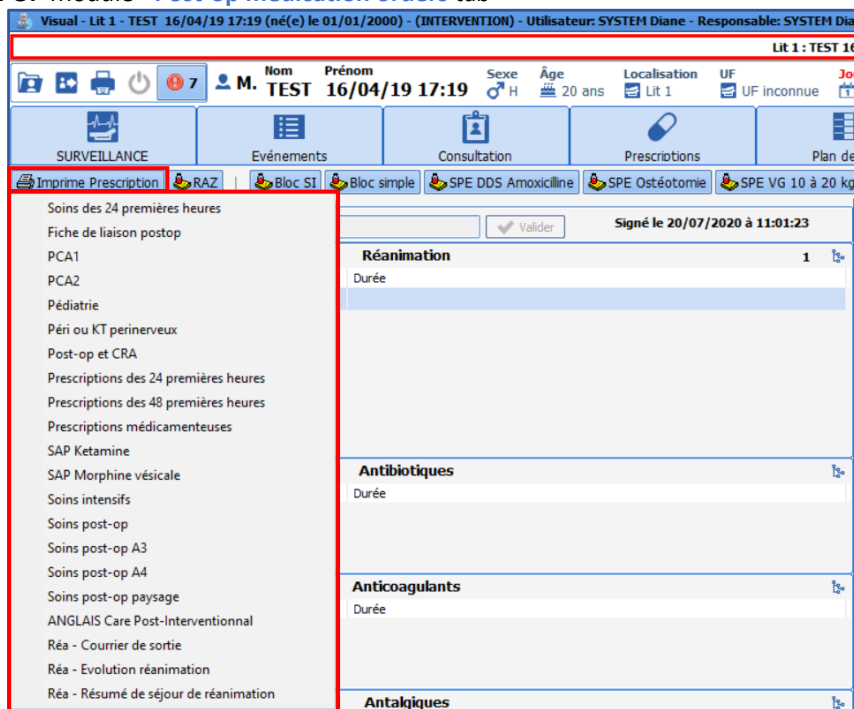 Post-op medication orders tab
Visual - Lit 1 - TEST 16/04/19 17:19 (né(e) le 01/01/2000) - (INTERVENTION) - Utilisateur: SYSTEM Diane - Responsable: SYSTEM Dia
Lit 1 : TEST 16
7 M. Nom TEST Prénom 16/04/19 17:19 Sexe H Âge 20 ans Localisation Lit 1 UF UF inconnue
SURVEILLANCE Evénements Consultation Prescriptions Plan de
Imprime Prescription RAZ Bloc SI Bloc simple SPE DDS Amoxicilline SPE Ostéotomie SPE VG 10 à 20 kg
Soins des 24 premières heures
Fiche de liaison postop
Valider Signé le 20/07/2020 à 11:01:23
PCA1
Réanimation 1
PCA2
Durée
Pédiatrie
Péri ou KT perinerveux
Post-op et CRA
Prescriptions des 24 premières heures
Prescriptions des 48 premières heures
Prescriptions médicamenteuses
SAP Ketamine
SAP Morphine vésicale
Antibiotiques
Soins intensifs
Durée
Soins post-op
Soins post-op A3
Soins post-op A4
Anticoagulants
Soins post-op paysage
Durée
ANGLAIS Care Post-Interventionnal
Réa - Courrier de sortie
Réa - Evolution réanimation
Réa - Résumé de séjour de réanimation
Antalgiques